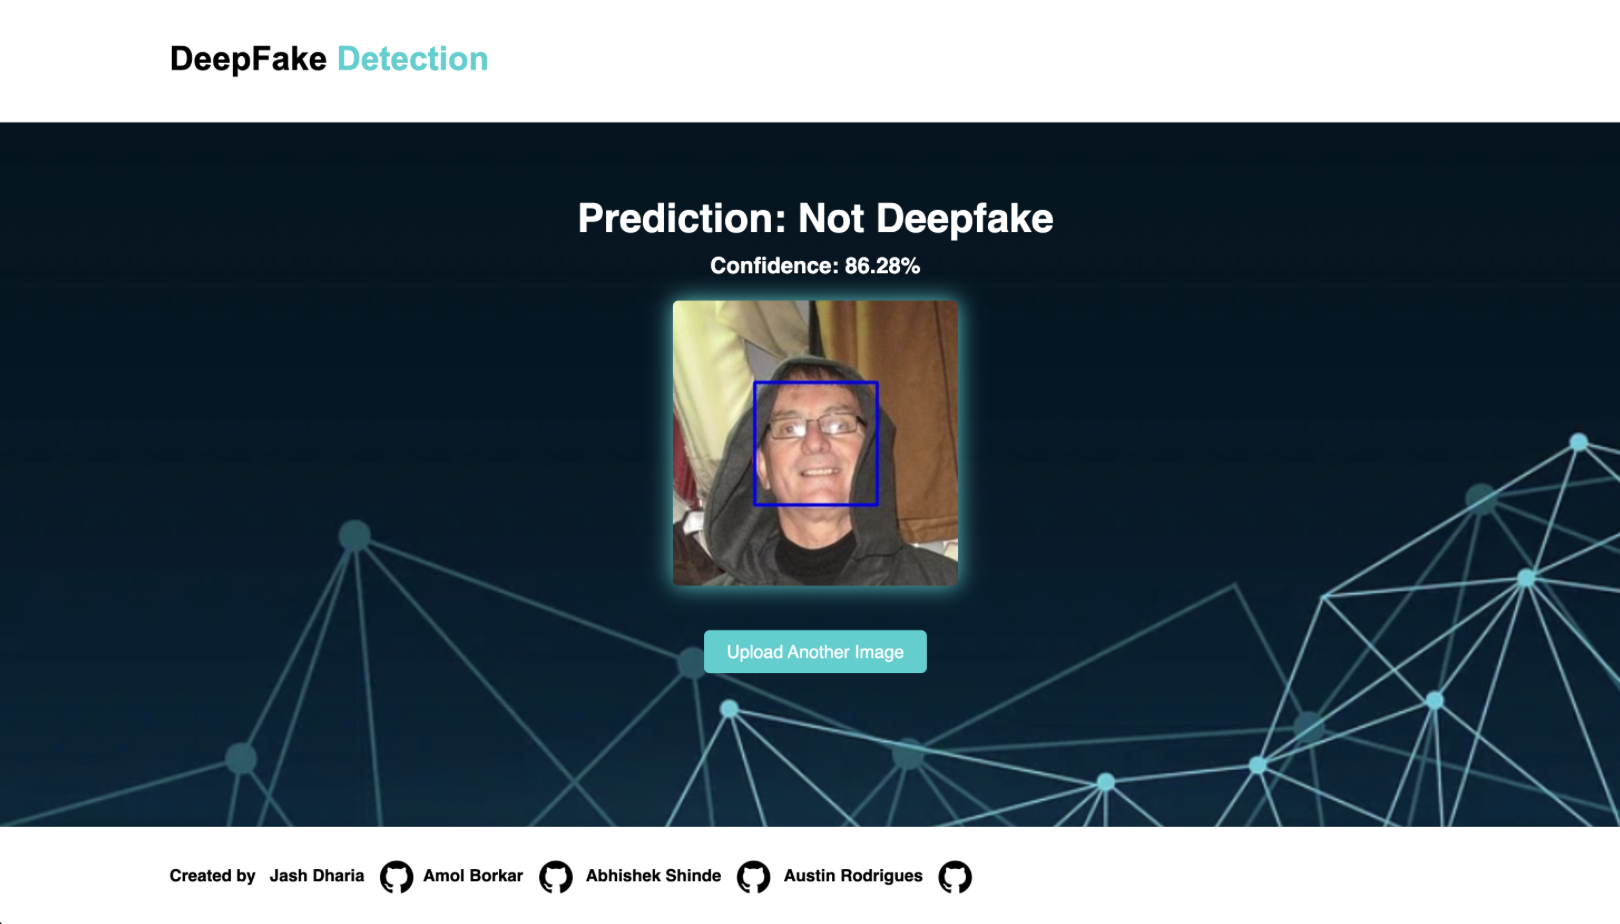 DeepFake Detection
Prediction: Not Deepfake
Confidence: 86.28%
Upload Another Image
Created by Jash Dharia Amol Borkar Abhishek Shinde Austin Rodrigues